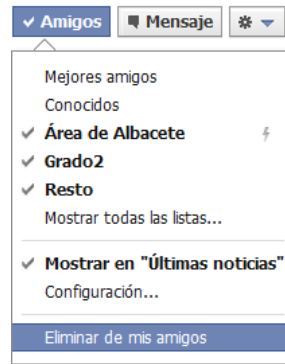 Amigos Mensaje
Mejores amigos
Conocidos
Área de Albacete
Grado2
Resto
Mostrar todas las listas...
Mostrar en "Últimas noticias"
Configuración...
Eliminar de mis amigos